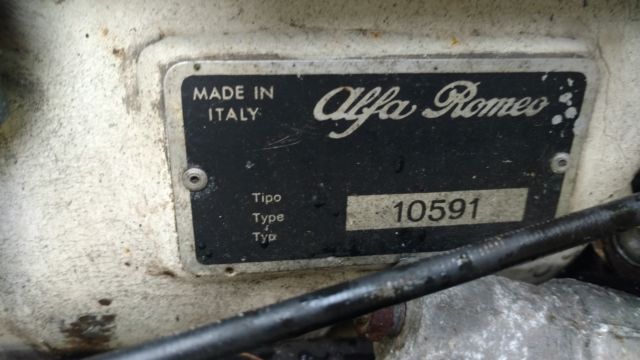 MADE IN
ITALY
Alfa Romeo
Tipo
Type
Typ
10591